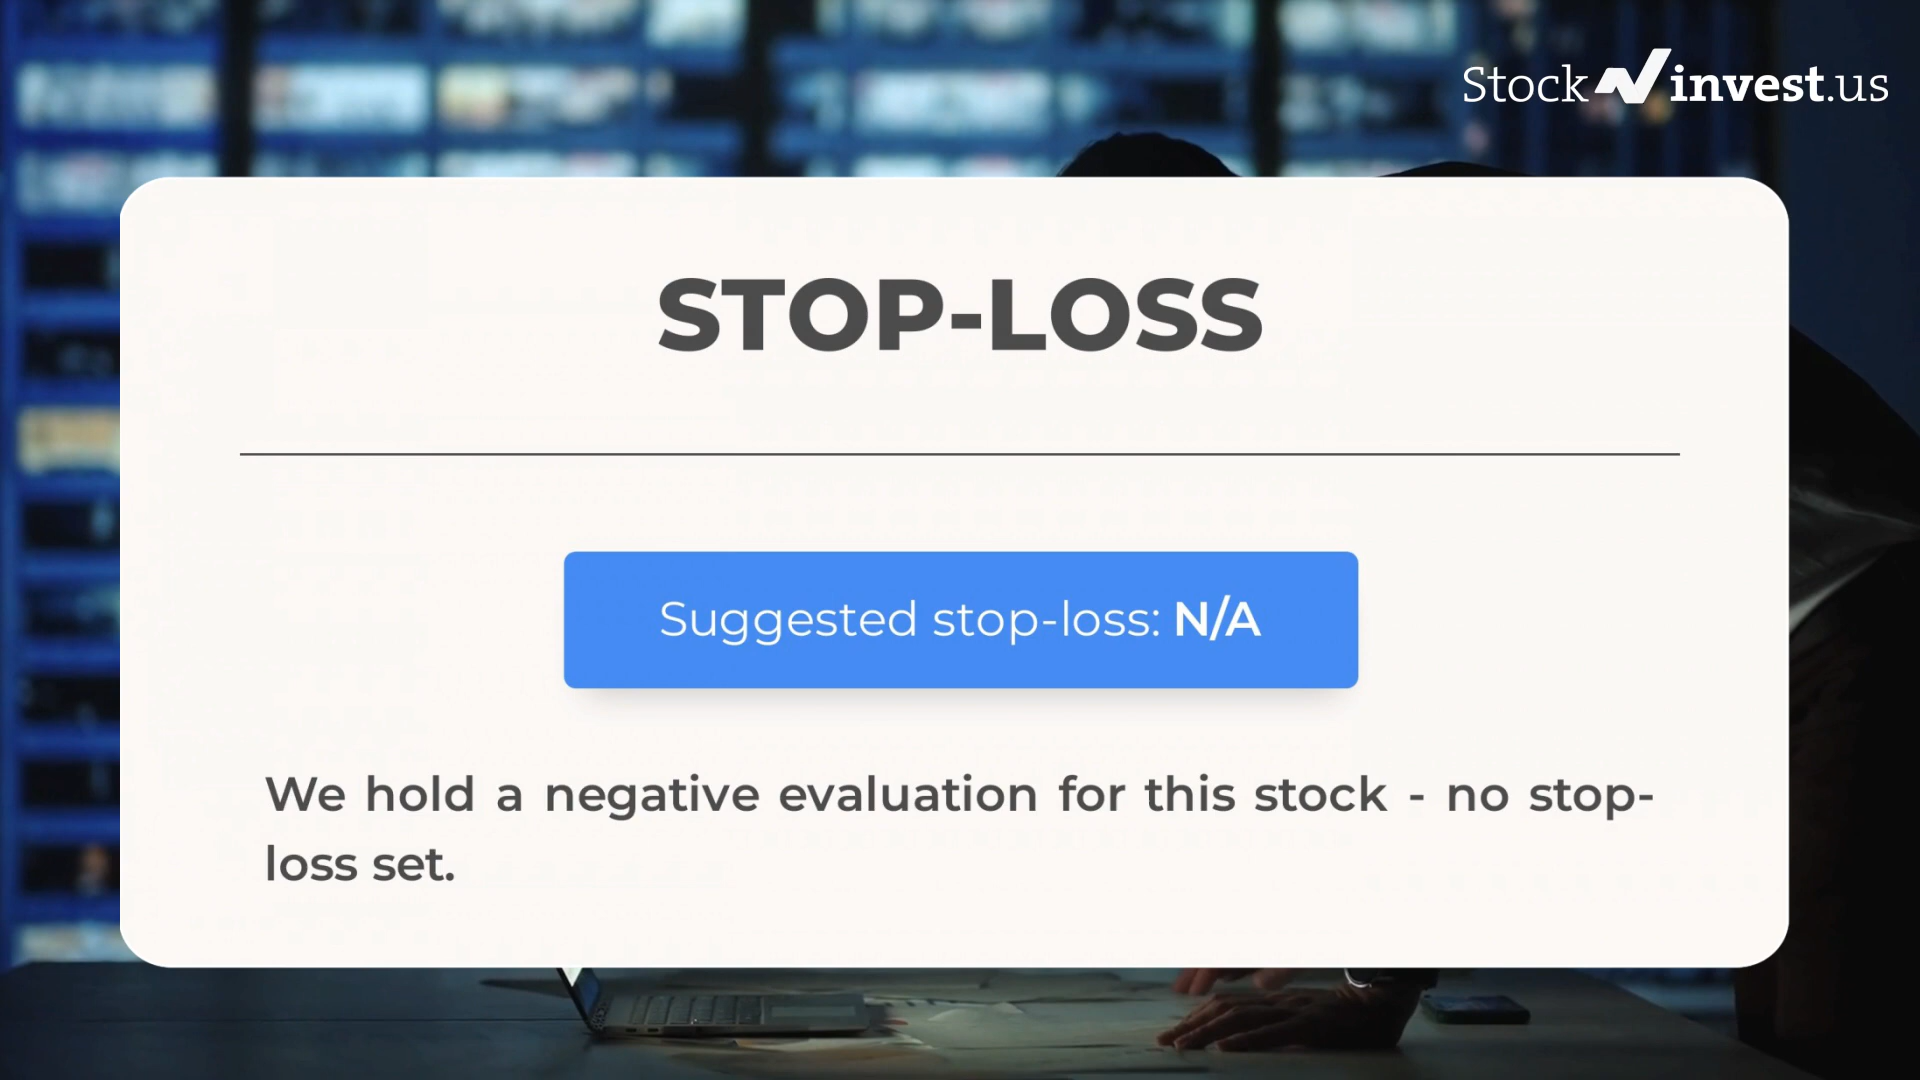 Stock invest.us
STOP-LOSS
Suggested stop-loss: N/A
We hold a negative evaluation for this stock - no stop-
loss set.